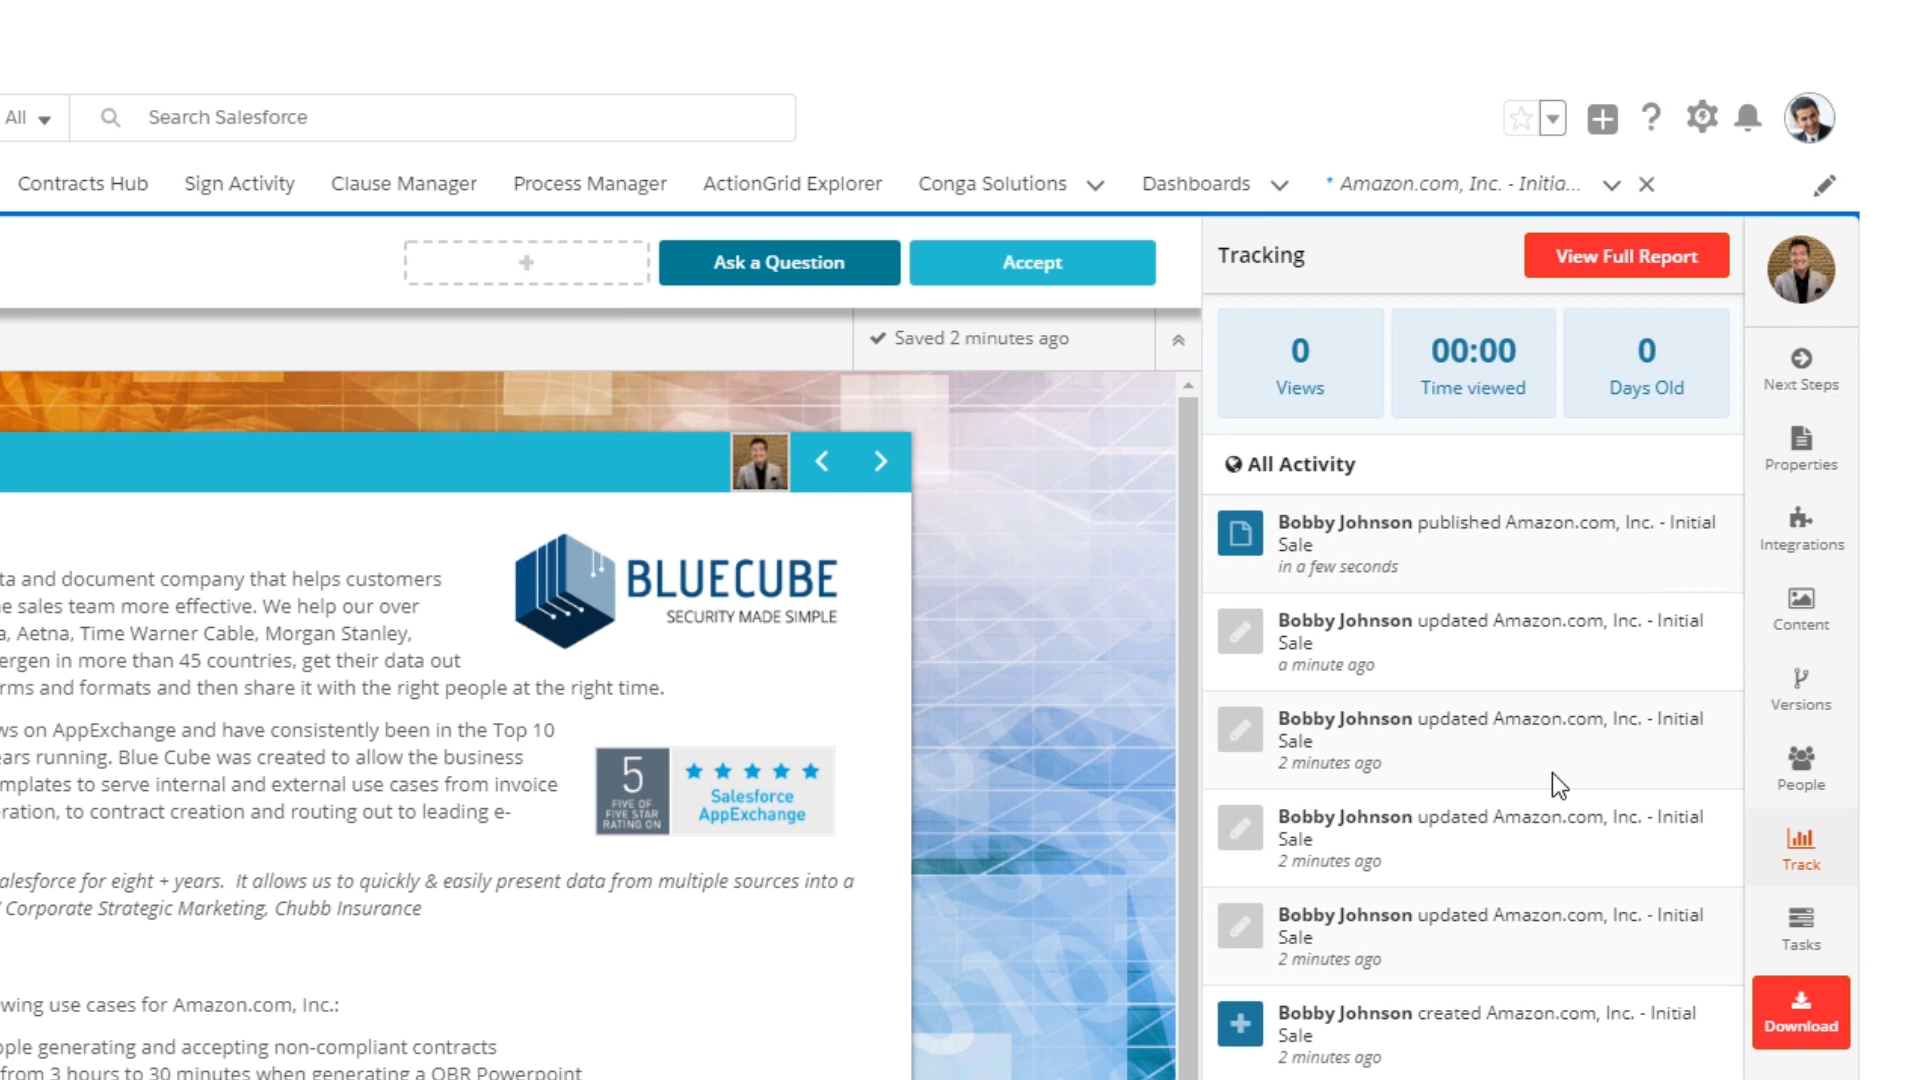 All
Search Salesforce
Contracts Hub
Sign Activity
Clause Manager
Process Manager
ActionGrid Explorer
Conga Solutions
Dashboards
* Amazon.com, Inc. - Initia...
Ask a Question
Accept
Saved 2 minutes ago
ta and document company that helps customers
e sales team more effective. We help our over
a, Aetna, Time Warner Cable, Morgan Stanley,
ergen in more than 45 countries, get their data out
rms and formats and then share it with the right people at the right time.
BLUECUBE
SECURITY MADE SIMPLE
ws on AppExchange and have consistently been in the Top 10
ears running. Blue Cube was created to allow the business
mplates to serve internal and external use cases from invoice
eration, to contract creation and routing out to leading e-
5
FIVE OF
FIVE STAR
RATING ON
Salesforce
AppExchange
alesforce for eight + years. It allows us to quickly & easily present data from multiple sources into a
Corporate Strategic Marketing, Chubb Insurance
wing use cases for Amazon.com, Inc.:
ople generating and accepting non-compliant contracts
from 3 hours to 30 minutes when generating a QBR Powerpoint
Tracking
View Full Report
0
Views
00:00
Time viewed
0
Days Old
All Activity
Bobby Johnson published Amazon.com, Inc. - Initial
Sale
in a few seconds
Bobby Johnson updated Amazon.com, Inc. - Initial
Sale
a minute ago
Bobby Johnson updated Amazon.com, Inc. - Initial
Sale
2 minutes ago
Bobby Johnson updated Amazon.com, Inc. - Initial
Sale
2 minutes ago
Bobby Johnson updated Amazon.com, Inc. - Initial
Sale
2 minutes ago
Bobby Johnson created Amazon.com, Inc. - Initial
Sale
2 minutes ago
Next Steps
Properties
Integrations
Content
Versions
People
Track
Tasks
Download